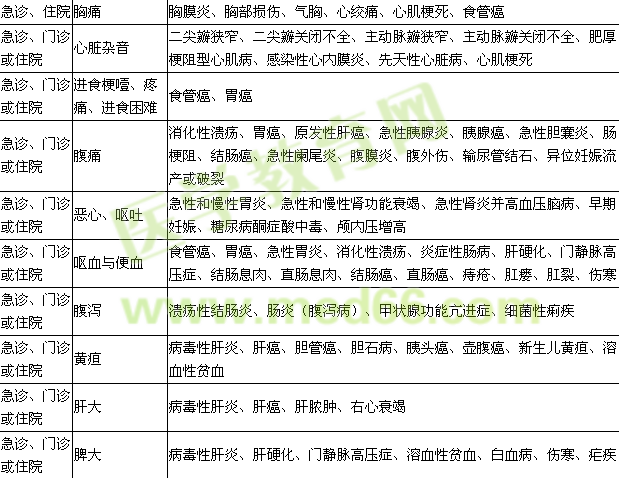 急诊、住院 胸痛 胸膜炎、胸部损伤、气胸、心绞痛、心肌梗死、食管癌
急诊、门诊 心脏杂音 二尖瓣狭窄、二尖瓣关闭不全、主动脉瓣狭窄、主动脉瓣关闭不全、肥厚
或住院 梗阻型心肌病、感染性心内膜炎、先天性心脏病、心肌梗死
急诊、门诊 进食梗噎、疼 食管癌、胃癌
或住院 痛、进食困难
急诊、门诊 腹痛 消化性溃疡、胃癌、原发性肝癌、急性胰腺炎、胰腺癌、急性胆囊炎、肠
或住院 梗阻、结肠癌、急性阑尾炎、腹膜炎、腹外伤、输尿管结石、异位妊娠流
产或破裂
急诊、门诊 恶心、呕吐 急性和慢性胃炎、急性和慢性肾功能衰竭、急性肾炎并高血压脑病、早期
或住院 妊娠、糖尿病酮症酸中毒、颅内压增高
急诊、门诊 呕血与便血 食管癌、胃癌、急性胃炎、消化性溃疡、炎症性肠病、肝硬化、门静脉高
或住院 压症、结肠息肉、直肠息肉、结肠癌、直肠癌、痔疮、肛瘘、肛裂、伤寒
急诊、门诊 腹泻 溃疡性结肠炎、肠炎（腹泻病）、甲状腺功能亢进症、细菌性痢疾
或住院
急诊、门诊 黄疸 病毒性肝炎、肝癌、胆管癌、胆石病、胰头癌、壶腹癌、新生儿黄疸、溶
或住院 血性贫血
急诊、门诊 肝大 病毒性肝炎、肝癌、肝脓肿、右心衰竭
或住院
急诊、门诊 脾大 病毒性肝炎、肝硬化、门静脉高压症、溶血性贫血、白血病、伤寒、疟疾
或住院
医学教育网
www.med66.com